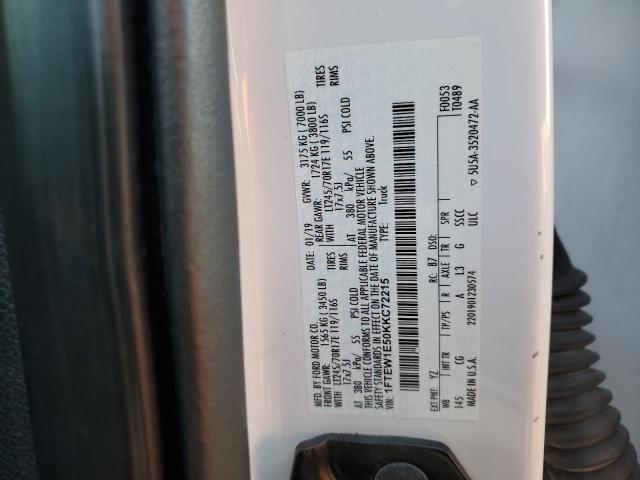 MFD. BY FORD MOTOR CO.
DATE: 01/19 GVWR: 3175 KG ( 7000 LB)
FRONT GAWR: 1565 KG ( 3450 LB) REAR GAWR: 1724 KG ( 3800 LB)
LT245/70R17E 119/116S WITH LT245/70R17E 119/116S TIRES
17x7.5J RIMS 17x7.5J RIMS
AT 380 kPa/ 55 PSI COLD AT 380 kPa/ 55 PSI COLD
THIS VEHICLE CONFORMS TO ALL APPLICABLE FEDERAL MOTOR VEHICLE
SAFETY STANDARDS IN EFFECT ON THE DATE OF MANUFACTURE SHOWN ABOVE.
VIN: 1FTEW1E50KKC72215 TYPE: Truck
F0053
T0489
EXT PNT: YZ RC: B7 DSO:
WB INT TR TP/PS R AXLE TR SPR
145 CG A L3 G SSCC
2201901230574 ULC
MADE IN U.S.A. ▽ 5U5A-3520472-AA